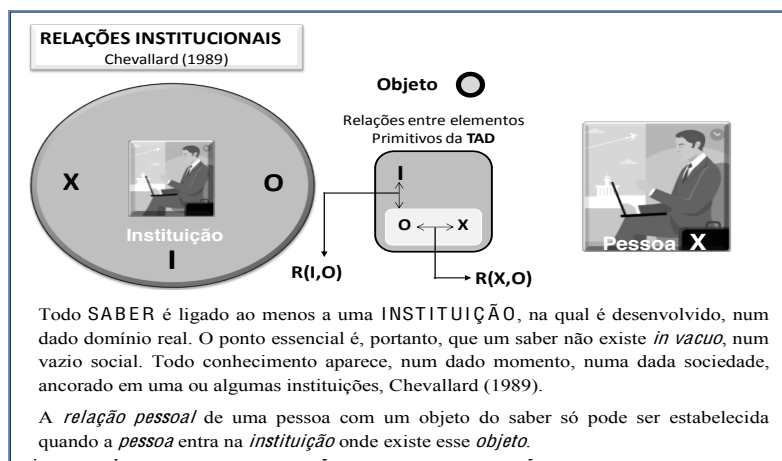 RELAÇÕES INSTITUCIONAIS
Chevallard (1989)
Objeto
Relações entre elementos
Primitivos da TAD
X
O
Instituição
I
I
O
X
R(I,O)
R(X,O)
Pessoa X
Todo SABER é ligado ao menos a uma INSTITUIÇÃO, na qual é desenvolvido, num
dado domínio real. O ponto essencial é, portanto, que um saber não existe in vacuo, num
vazio social. Todo conhecimento aparece, num dado momento, numa dada sociedade,
ancorado em uma ou algumas instituições, Chevallard (1989).
A relação pessoal de uma pessoa com um objeto do saber só pode ser estabelecida
quando a pessoa entra na instituição onde existe esse objeto.